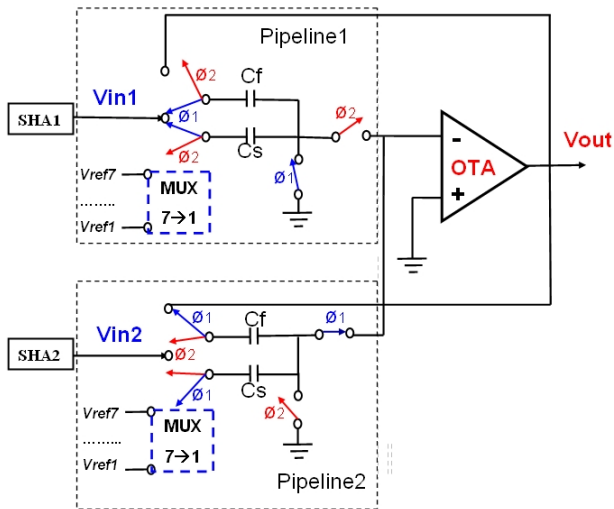 Pipeline1
Ø2
Cf
Vin1
Ø1
SHA1
Ø2
Cs
Ø2
Vref7
MUX
........
7→1
Vref1
Ø1
-
OTA
+
Vout
Ø1
Cf
Vin2
Ø1
SHA2
Ø2
Cs
Ø1
Vref7
MUX
.........
7→1
Vref1
Ø2
Pipeline2